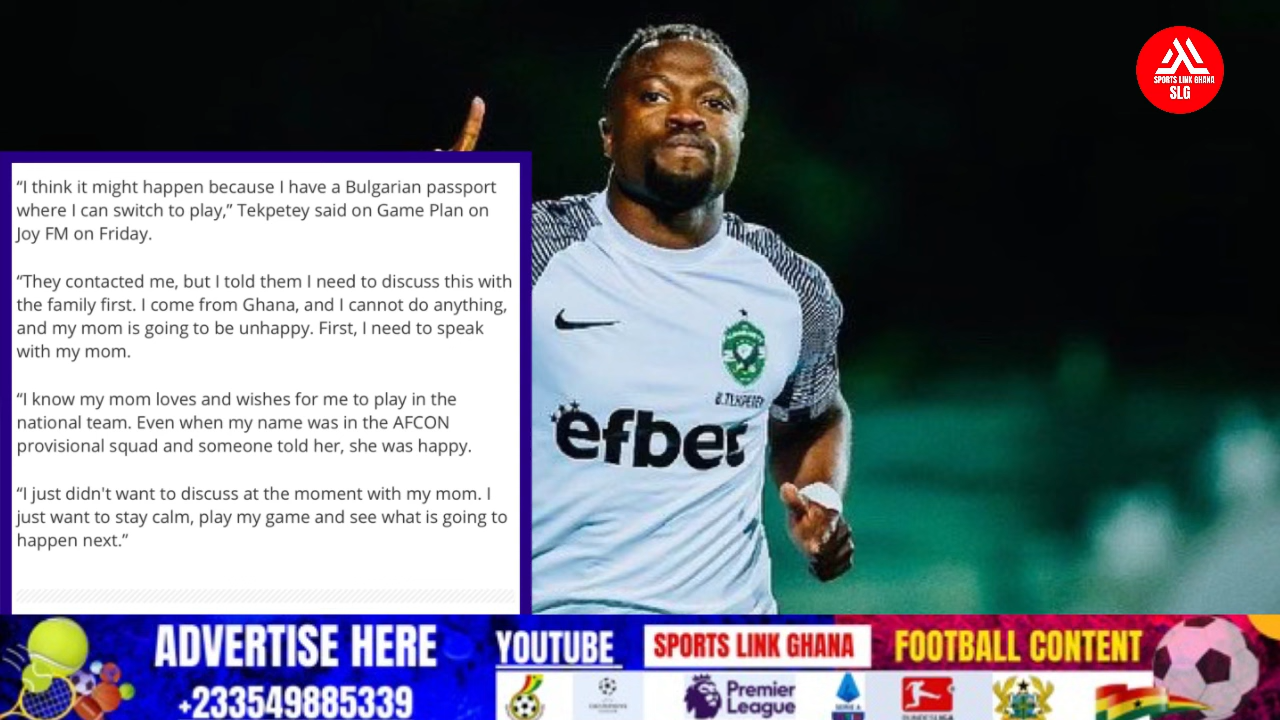 SPORTS LINK GHANA
SLG
“I think it might happen because I have a Bulgarian passport
where I can switch to play,” Tekpetey said on Game Plan on
Joy FM on Friday.
“They contacted me, but I told them I need to discuss this with
the family first. I come from Ghana, and I cannot do anything,
and my mom is going to be unhappy. First, I need to speak
with my mom.
“I know my mom loves and wishes for me to play in the
national team. Even when my name was in the AFCON
provisional squad and someone told her, she was happy.
“I just didn't want to discuss at the moment with my mom. I
just want to stay calm, play my game and see what is going to
happen next.”
B.TEKPETEY
efbet
ADVERTISE HERE
+233549885339
YOUTUBE
SPORTS LINK GHANA
FOOTBALL CONTENT
Premier
League
SERIE A
BUNDESLIGA